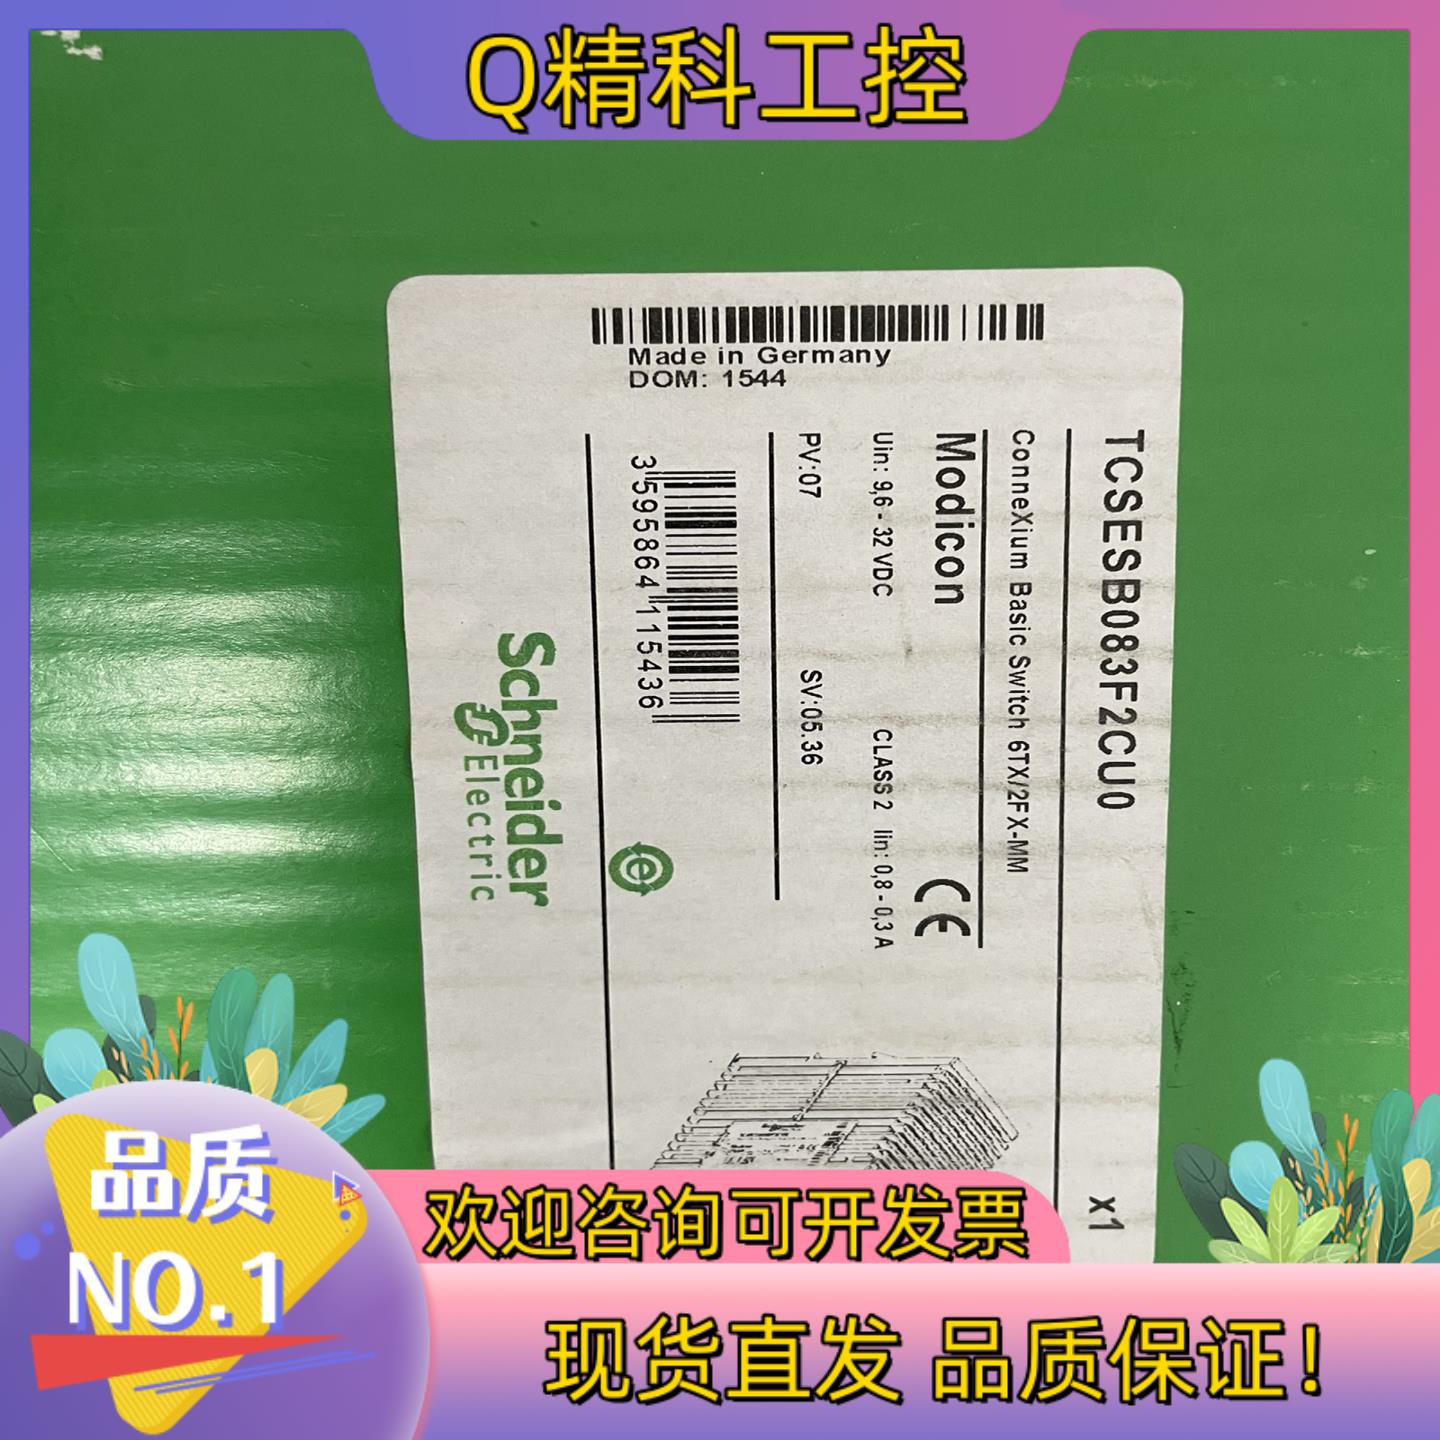 Q精科工控
Made in Germany
DOM: 1544
TCSESB083F2CU0
ConneXium Basic Switch 6TX/2FX-MM
Modicon
CE
Uin: 9,6 - 32 VDC CLASS 2 Iin: 0,8 - 0,3 A
PV:07 SV:05.36
3595864115436
Schneider
Electric
x1
品质
NO.1
欢迎咨询可开发票
现货直发 品质保证!